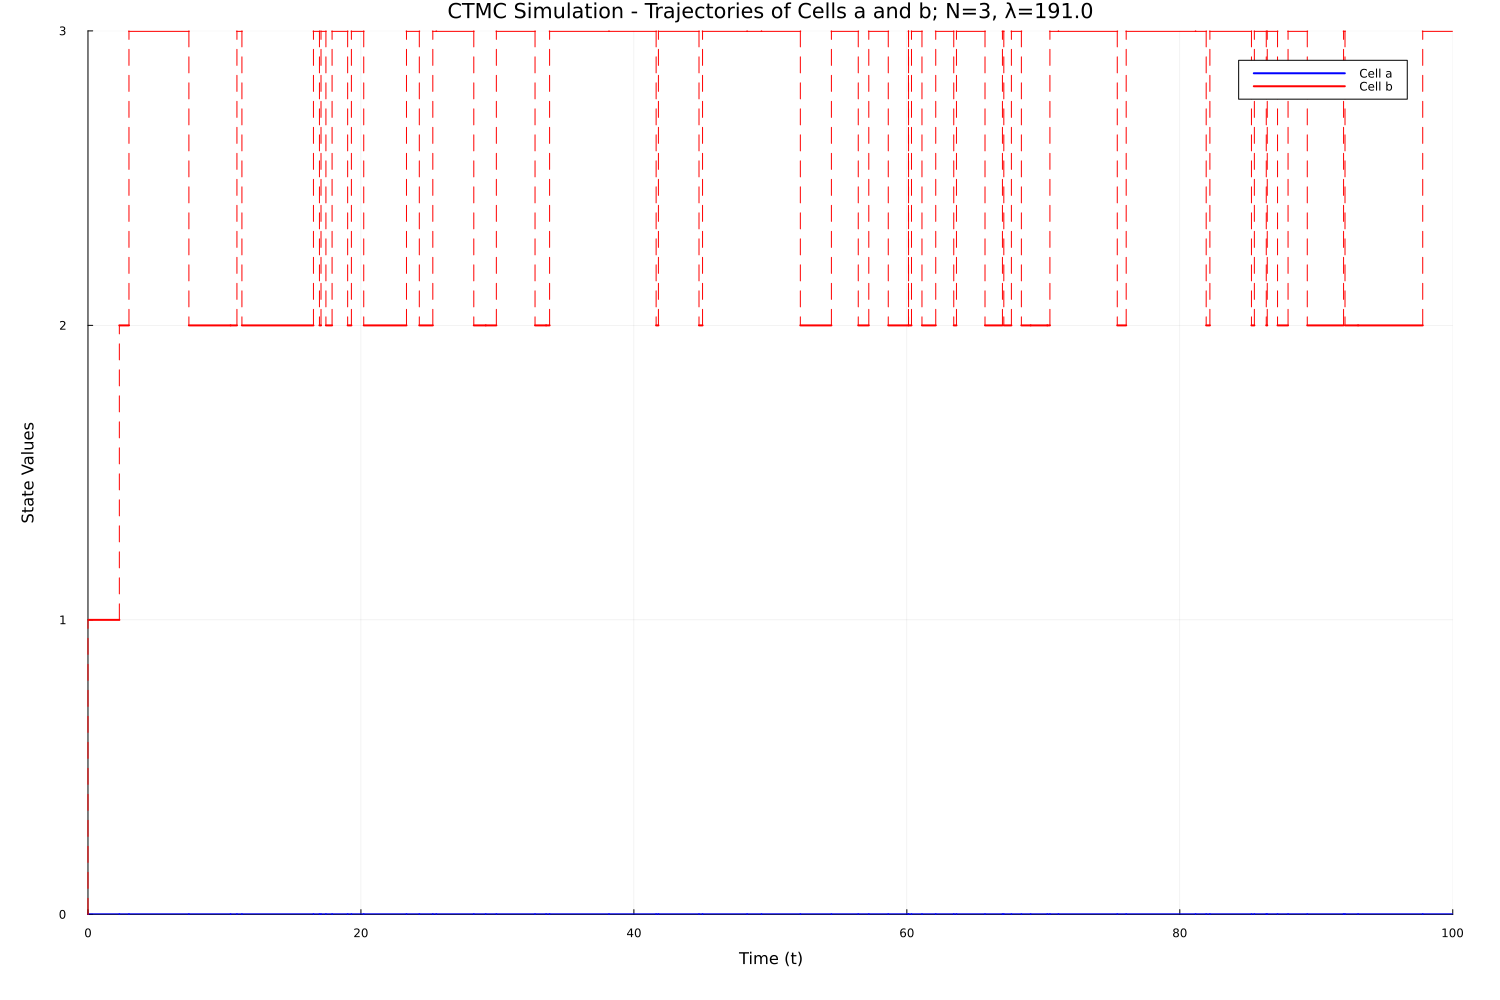 CTMC Simulation - Trajectories of Cells a and b; N=3, λ=191.0
3
Cell a
Cell b
2
State Values
1
0
0 20 40 60 80 100
Time (t)